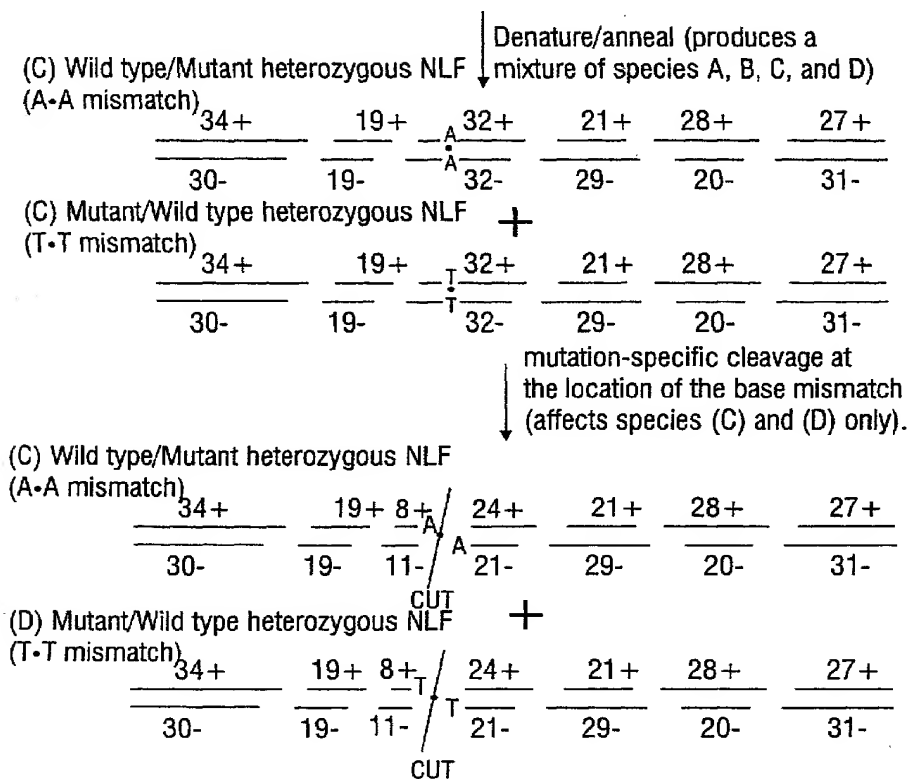 Denature/anneal (produces a
(C) Wild type/Mutant heterozygous NLF mixture of species A, B, C, and D)
(A•A mismatch)
34+ 19+ A 32+ 21+ 28+ 27+
A
30- 19- 32- 29- 20- 31-
(C) Mutant/Wild type heterozygous NLF +
(T•T mismatch)
34+ 19+ T 32+ 21+ 28+ 27+
T
30- 19- 32- 29- 20- 31-
mutation-specific cleavage at
the location of the base mismatch
(affects species (C) and (D) only).
(C) Wild type/Mutant heterozygous NLF
(A•A mismatch)
34+ 19+ 8+ A 24+ 21+ 28+ 27+
A
30- 19- 11- 21- 29- 20- 31-
CUT
(D) Mutant/Wild type heterozygous NLF +
(T•T mismatch)
34+ 19+ 8+ T 24+ 21+ 28+ 27+
T
30- 19- 11- 21- 29- 20- 31-
CUT